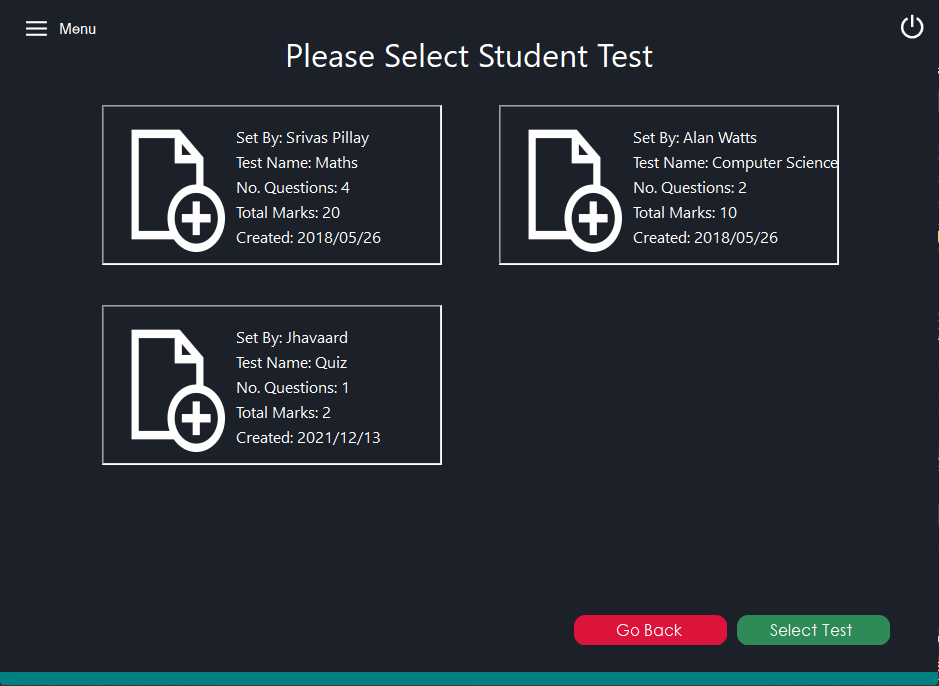 Menu
Please Select Student Test
Set By: Srivas Pillay
Test Name: Maths
No. Questions: 4
Total Marks: 20
Created: 2018/05/26
Set By: Alan Watts
Test Name: Computer Science
No. Questions: 2
Total Marks: 10
Created: 2018/05/26
Set By: Jhavaard
Test Name: Quiz
No. Questions: 1
Total Marks: 2
Created: 2021/12/13
Go Back
Select Test